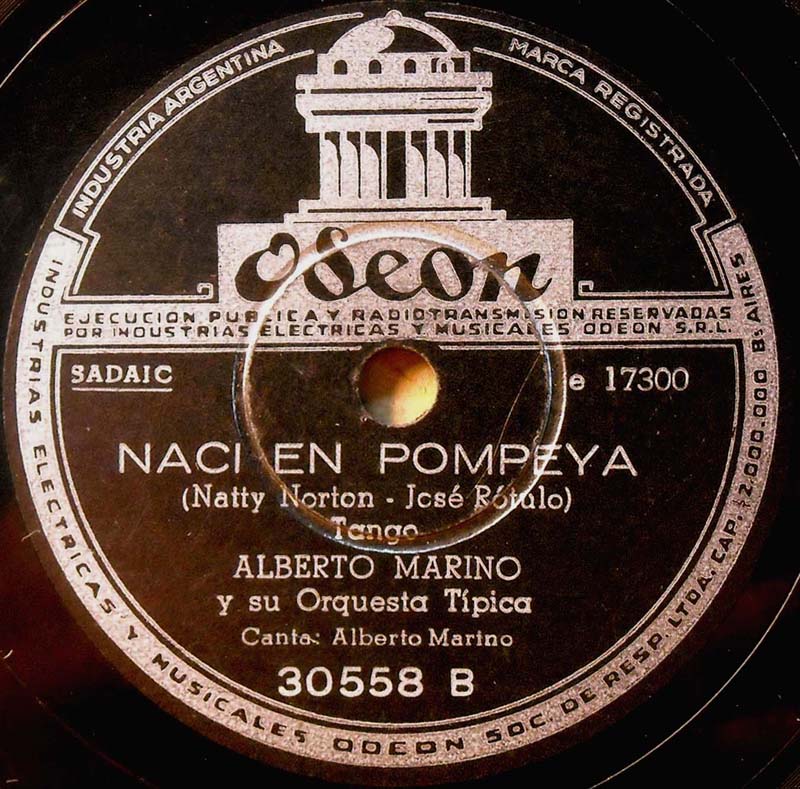 INDUSTRIA ARGENTINA
MARCA REGISTRADA
Odeon
EJECUCION PUBLICA Y RADIOTRANSMISION RESERVADAS
POR INDUSTRIAS ELECTRICAS Y MUSICALES ODEON S.R.L.
SADAIC
e 17300
NACI EN POMPEYA
(Natty Norton - José Rótulo)
Tango
ALBERTO MARINO
y su Orquesta Típica
Canta: Alberto Marino
30558 B
INDUSTRIAS ELECTRICAS Y MUSICALES ODEON SOC. DE RESP. LTDA. CAP. 12.000.000 Bs AIRES